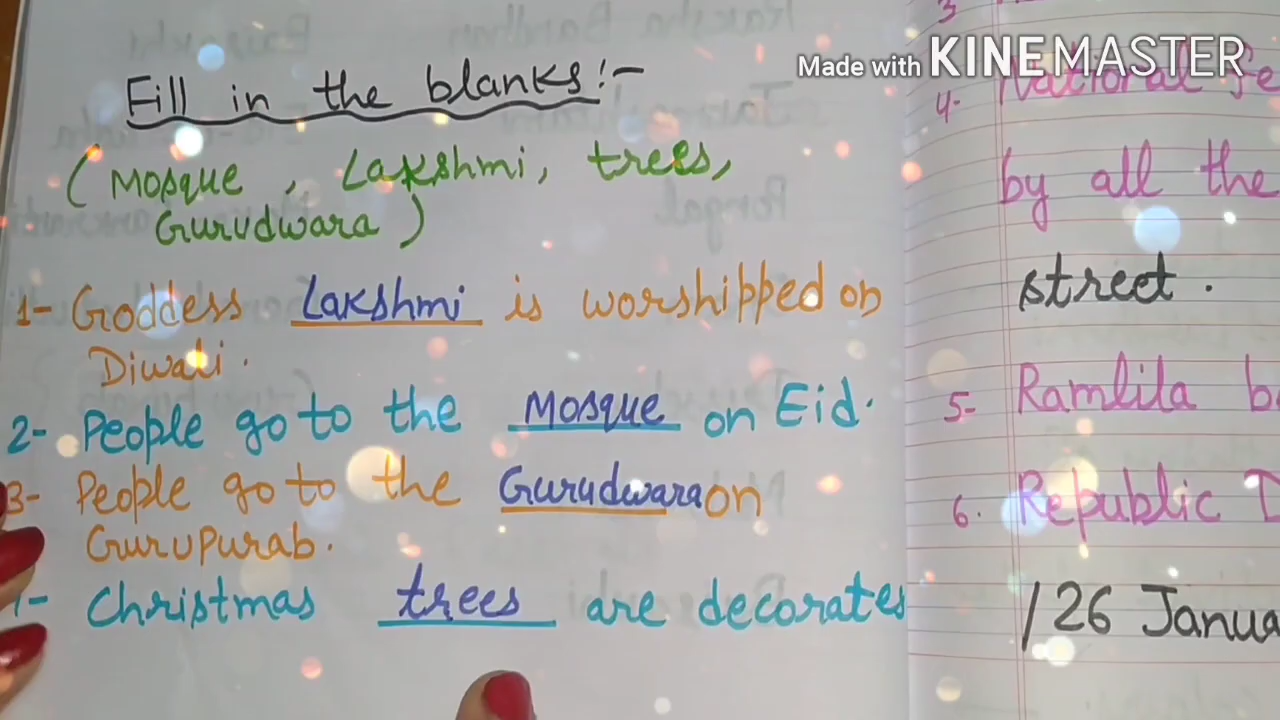 Made with KINEMASTER
Fill in the blanks:-
(Mosque, Lakshmi, trees,
Gurudwara)
1- Goddess Lakshmi is worshipped on
Diwali.
2- People go to the Mosque on Eid.
3- People go to the Gurudwara on
Gurupurab.
Christmas trees are decorates
3
4- National
by all the
street.
5- Ramlila
6. Republic
/26